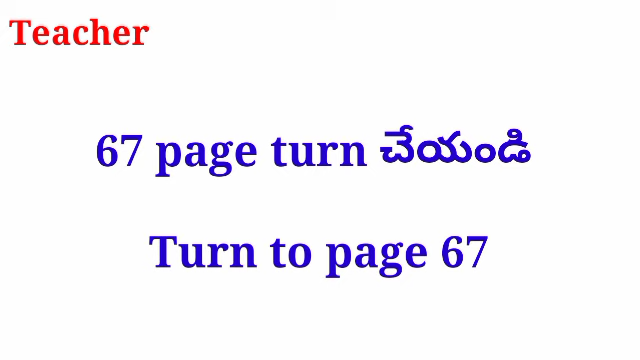 Teacher
67 page turn చేయండి
Turn to page 67